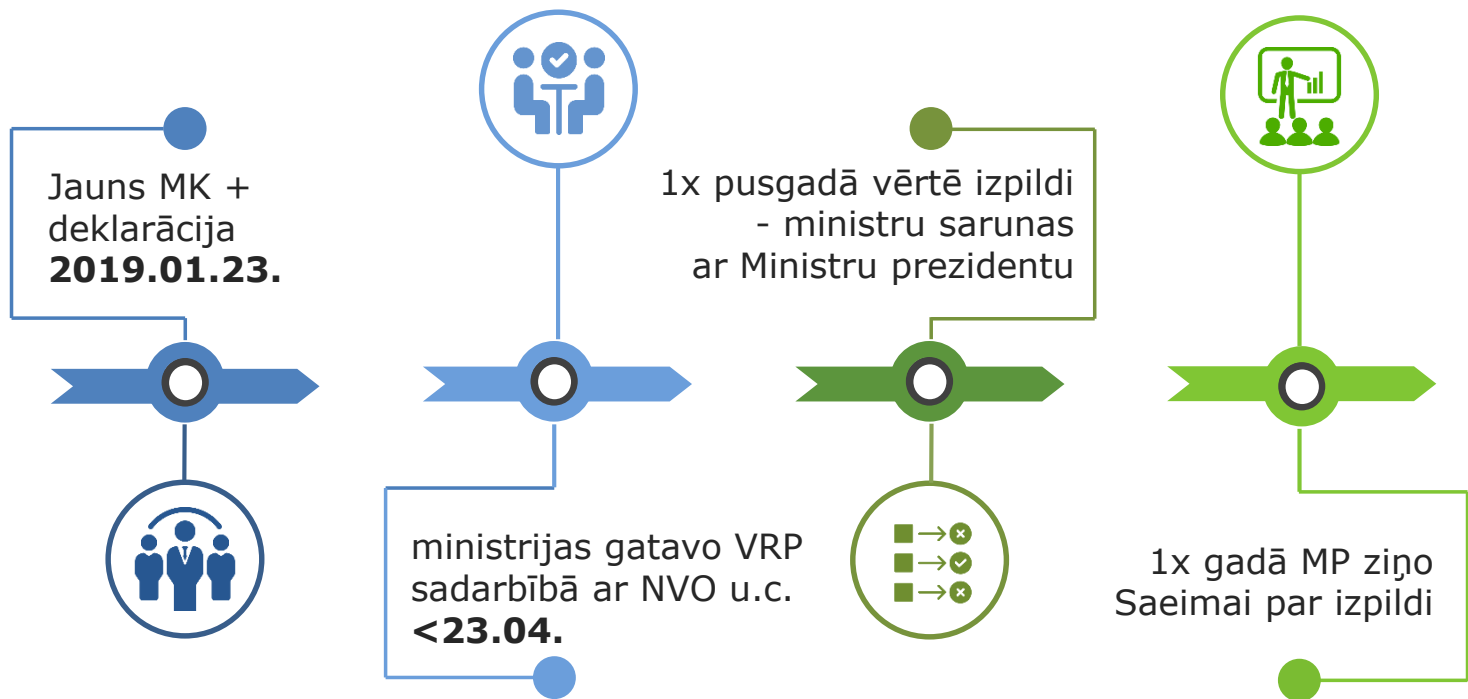 Jauns MK +
deklarācija
2019.01.23.
ministrijas gatavo VRP
sadarbībā ar NVO u.c.
<23.04.
1x pusgadā vērtē izpildi
- ministru sarunas
ar Ministru prezidentu
1x gadā MP ziņo
Saeimai par izpildi